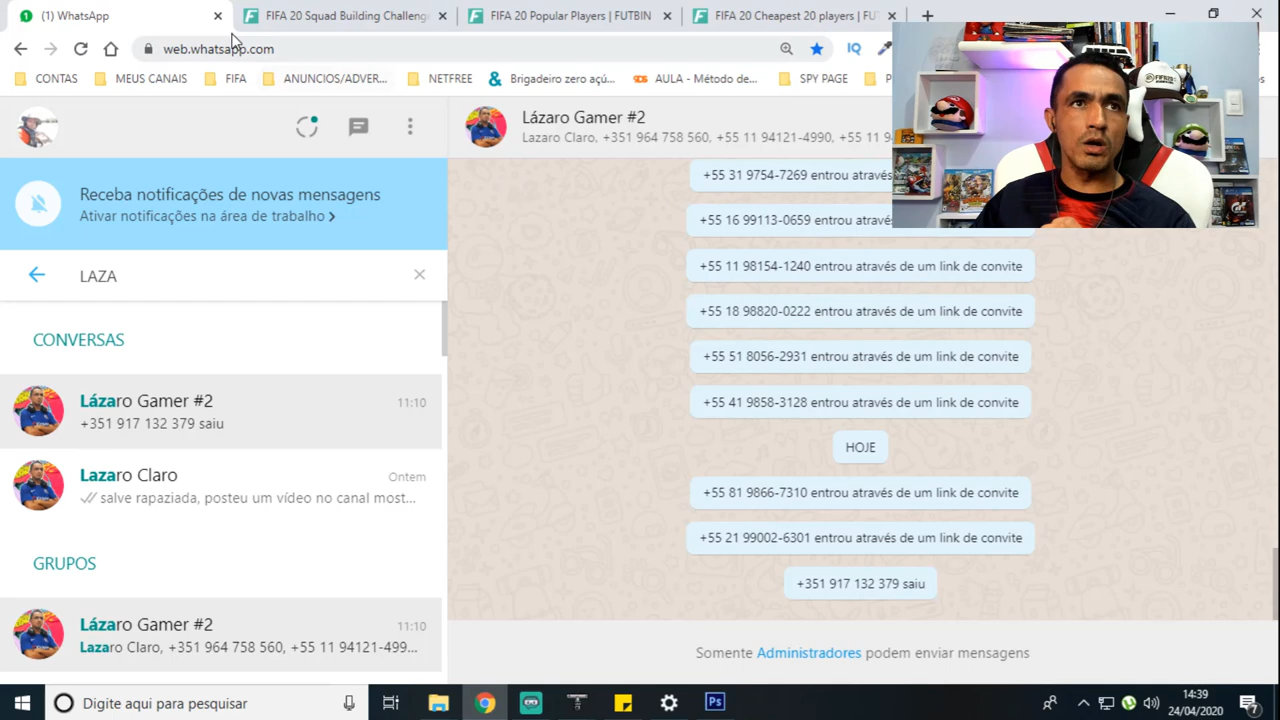 (1) WhatsApp
FIFA 20 Squad Building Challeng
FIFA 20 Popular Players | FUTBIN
FIFA 20 Cheapest 20 players | FU
web.whatsapp.com
CONTAS
MEUS CANAIS
FIFA
ANUNCIOS/ADVER...
NETFREE
Brigadeiro zero açú...
AULA - Método de...
SPY PAGE
Lázaro Gamer #2
Lazaro Claro, +351 964 758 560, +55 11 94121-4990, +55 11 9
Receba notificações de novas mensagens
Ativar notificações na área de trabalho >
LAZA
CONVERSAS
Lázaro Gamer #2
11:10
+351 917 132 379 saiu
Lazaro Claro
Ontem
salve rapaziada, posteu um vídeo no canal most...
GRUPOS
Lázaro Gamer #2
11:10
Lazaro Claro, +351 964 758 560, +55 11 94121-499...
+55 31 9754-7269 entrou através
+55 16 99113-0659 entrou através
+55 11 98154-1240 entrou através de um link de convite
+55 18 98820-0222 entrou através de um link de convite
+55 51 8056-2931 entrou através de um link de convite
+55 41 9858-3128 entrou através de um link de convite
HOJE
+55 81 9866-7310 entrou através de um link de convite
+55 21 99002-6301 entrou através de um link de convite
+351 917 132 379 saiu
Somente Administradores podem enviar mensagens
Digite aqui para pesquisar
14:39
24/04/2020